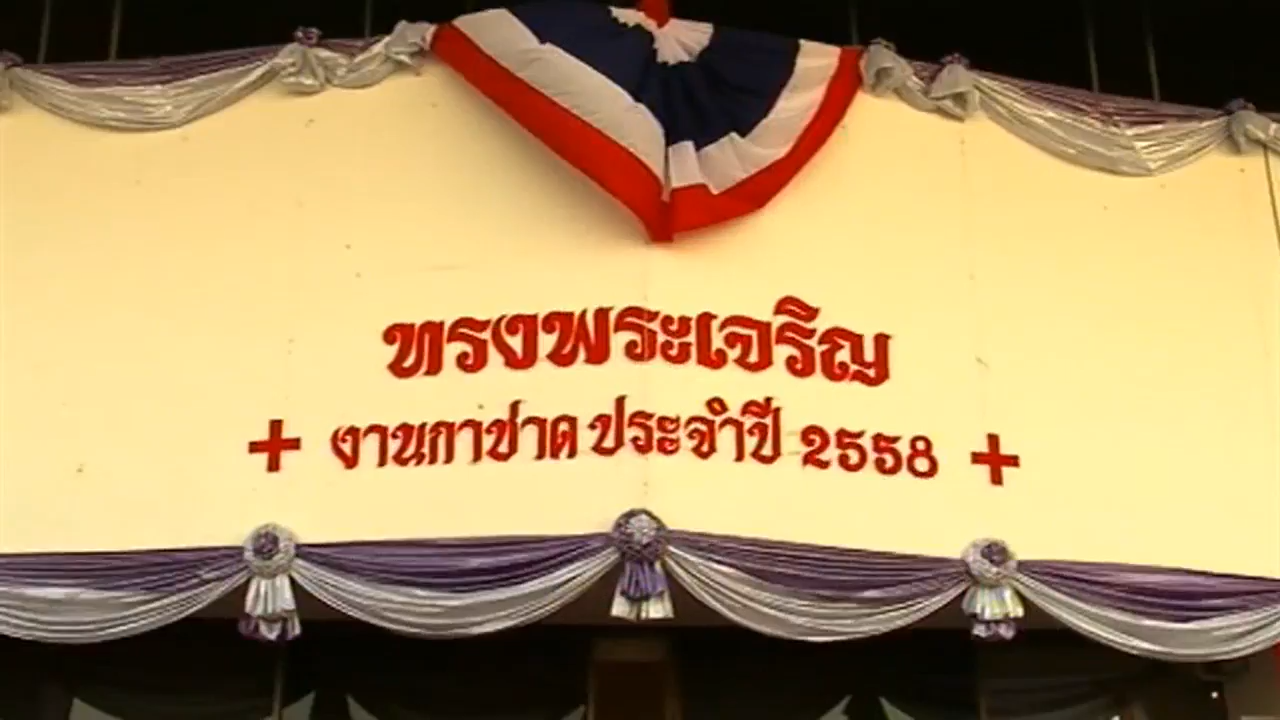 ทรงพระเจริญ
+ งานกาชาด ประจำปี 2558 +